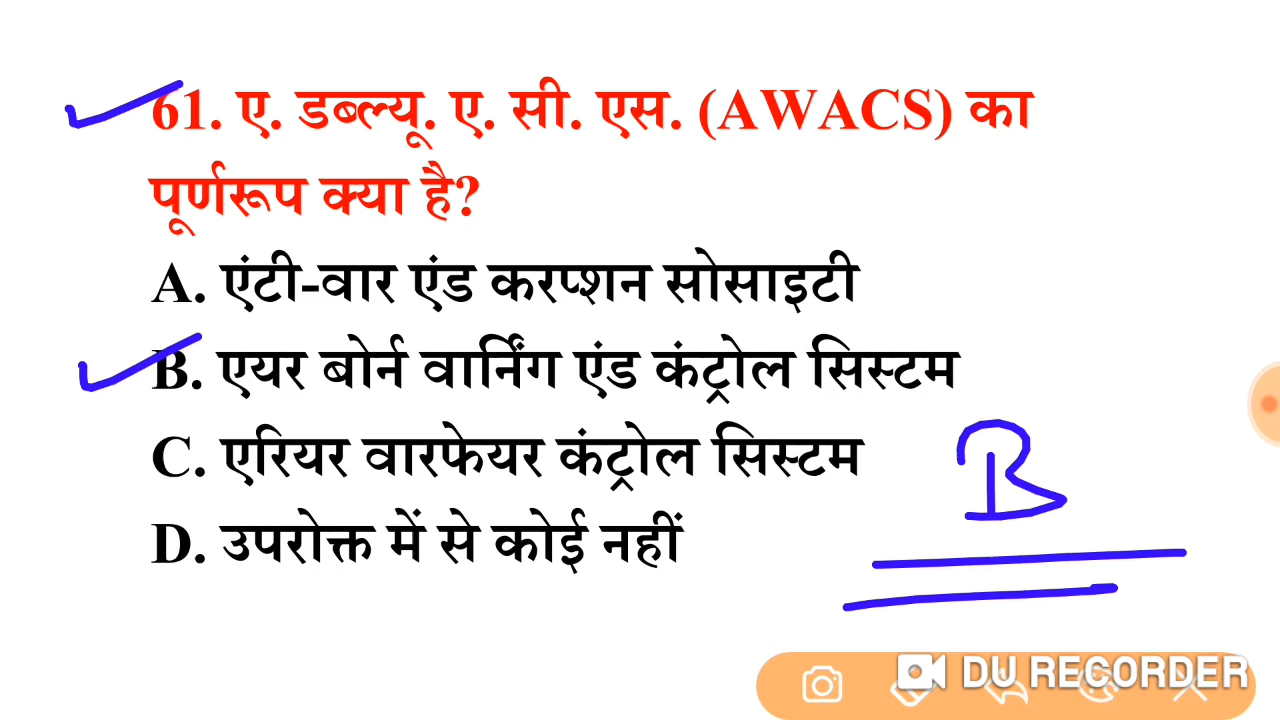 61. ए. डब्ल्यू. ए. सी. एस. (AWACS) का
पूर्णरूप क्या है?
A. एंटी-वार एंड करप्शन सोसाइटी
B. एयर बोर्न वार्निंग एंड कंट्रोल सिस्टम
C. एरियर वारफेयर कंट्रोल सिस्टम
B
D. उपरोक्त में से कोई नहीं
DU RECORDER